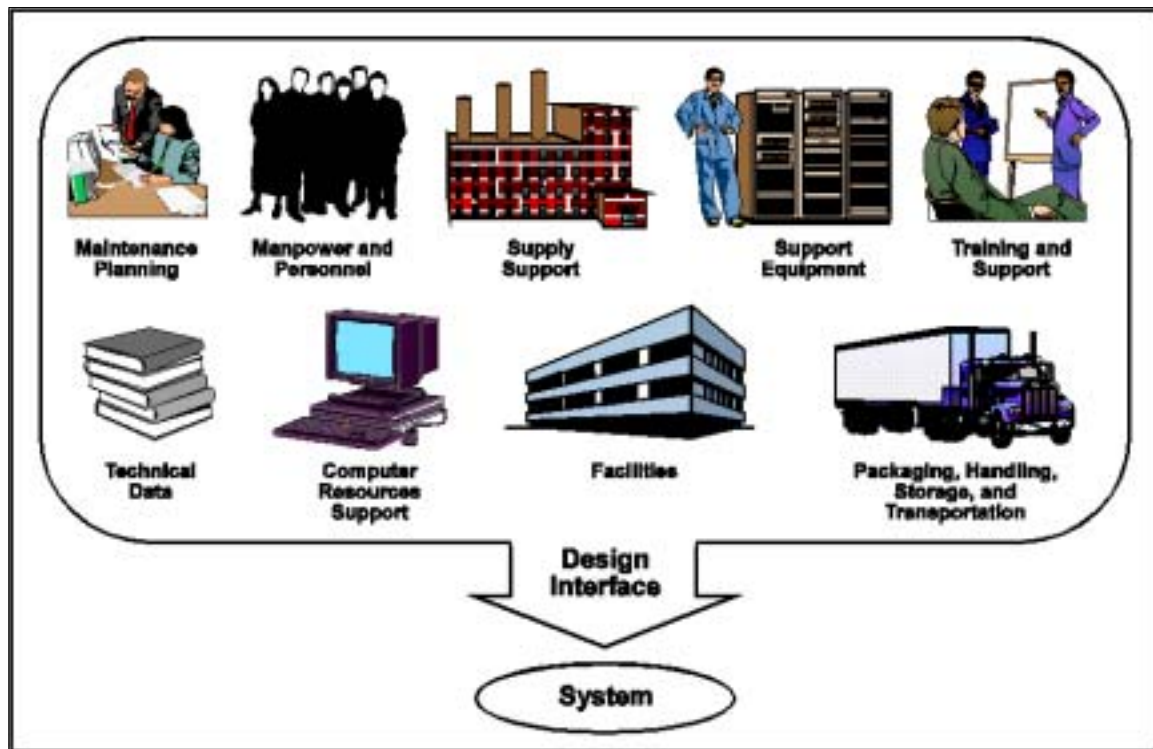 Maintenance
Planning
Manpower and
Personnel
Supply
Support
Support
Equipment
Training and
Support
Technical
Data
Computer
Resources
Support
Facilities
Packaging, Handling,
Storage, and
Transportation
Design
Interface
System